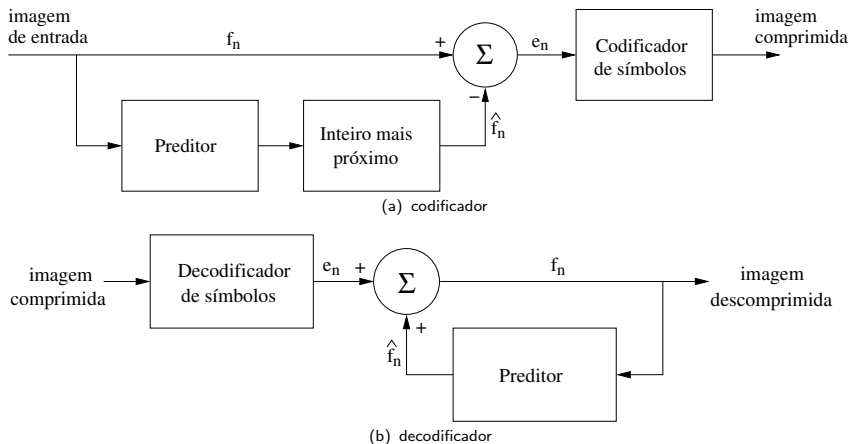 imagem
de entrada
f_n
+
Σ
−
e_n
Codificador
de símbolos
imagem
comprimida
Preditor
Inteiro mais
próximo
f̂_n
(a) codificador
imagem
comprimida
Decodificador
de símbolos
e_n
+
Σ
+
f_n
imagem
descomprimida
f̂_n
Preditor
(b) decodificador